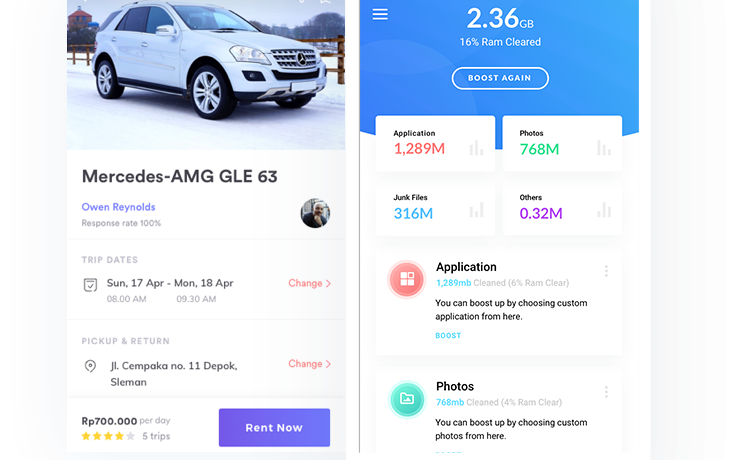 Mercedes-AMG GLE 63
Owen Reynolds
Response rate 100%
TRIP DATES
Sun, 17 Apr - Mon, 18 Apr
Change >
08.00 AM 09.30 AM
PICKUP & RETURN
Jl. Cempaka no. 11 Depok,
Sleman
Change >
Rp700.000 per day
5 trips
Rent Now
2.36GB
16% Ram Cleared
BOOST AGAIN
Application
1,289M
Photos
768M
Junk Files
316M
Others
0.32M
Application
1,289mb Cleaned (6% Ram Clear)
You can boost up by choosing custom
application from here.
BOOST
Photos
768mb Cleaned (4% Ram Clear)
You can boost up by choosing custom
photos from here.